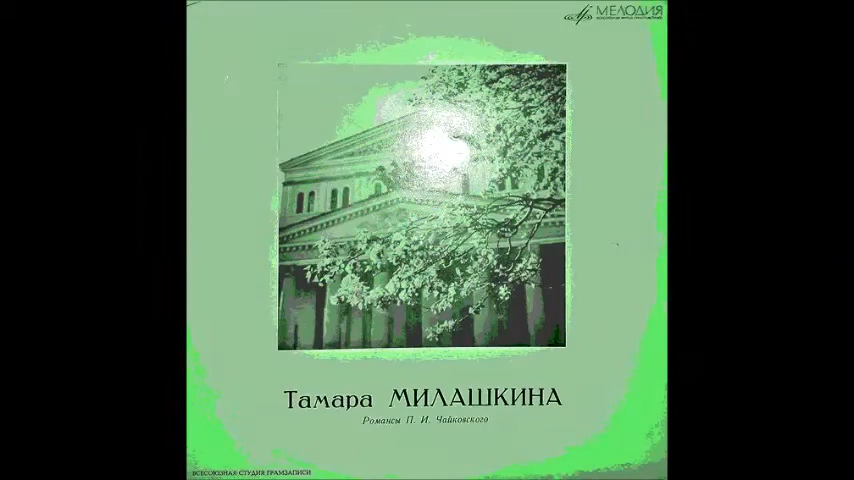 МЕЛОДИЯ
Тамара МИЛАШКИНА
Романсы П. И. Чайковского
ВСЕСОЮЗНАЯ СТУДИЯ ГРАМЗАПИСИ